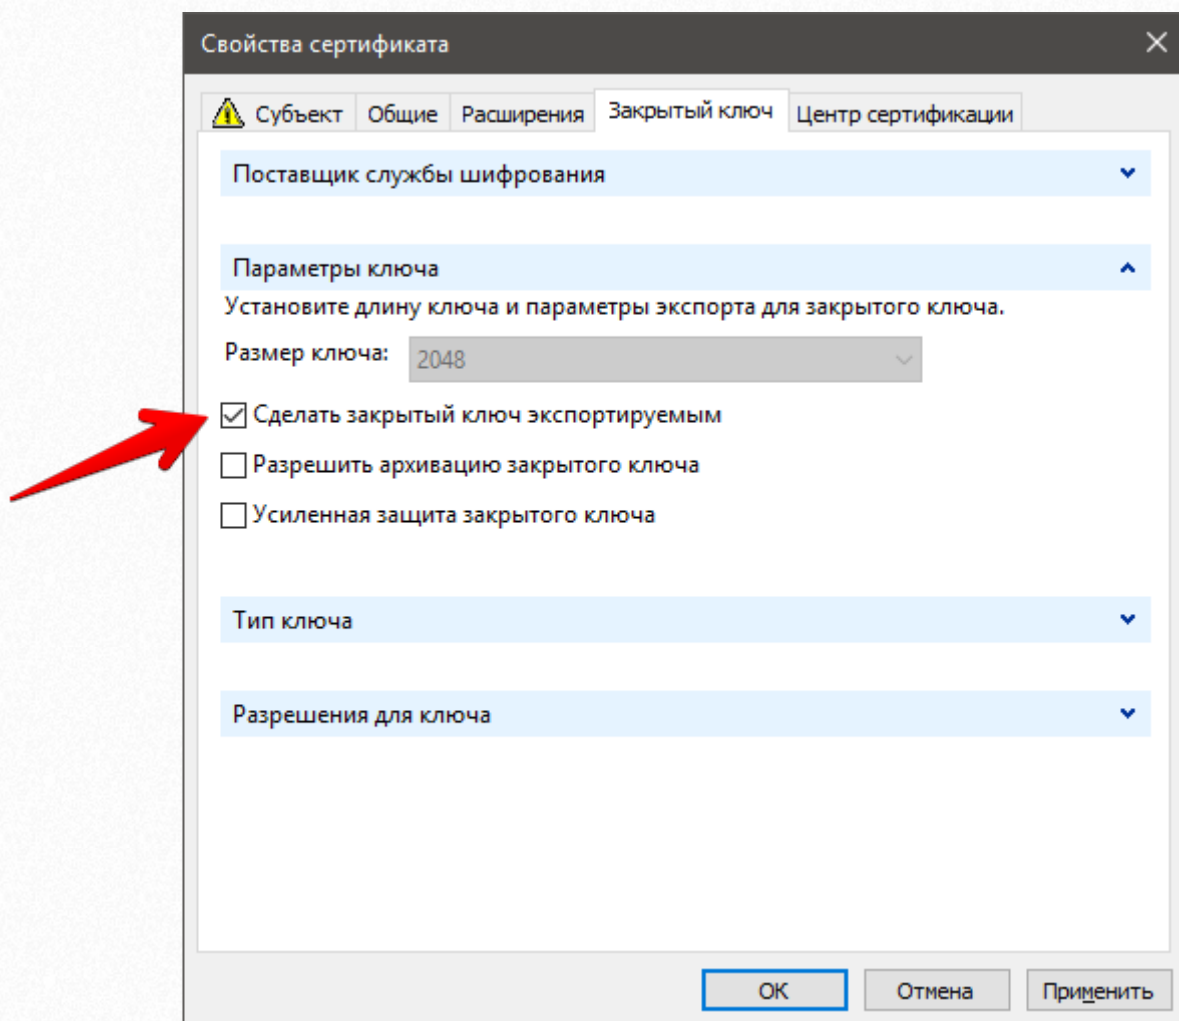 Свойства сертификата
Субъект Общие Расширения Закрытый ключ Центр сертификации
Поставщик службы шифрования
Параметры ключа
Установите длину ключа и параметры экспорта для закрытого ключа.
Размер ключа: 2048
Сделать закрытый ключ экспортируемым
Разрешить архивацию закрытого ключа
Усиленная защита закрытого ключа
Тип ключа
Разрешения для ключа
ОК Отмена Применить